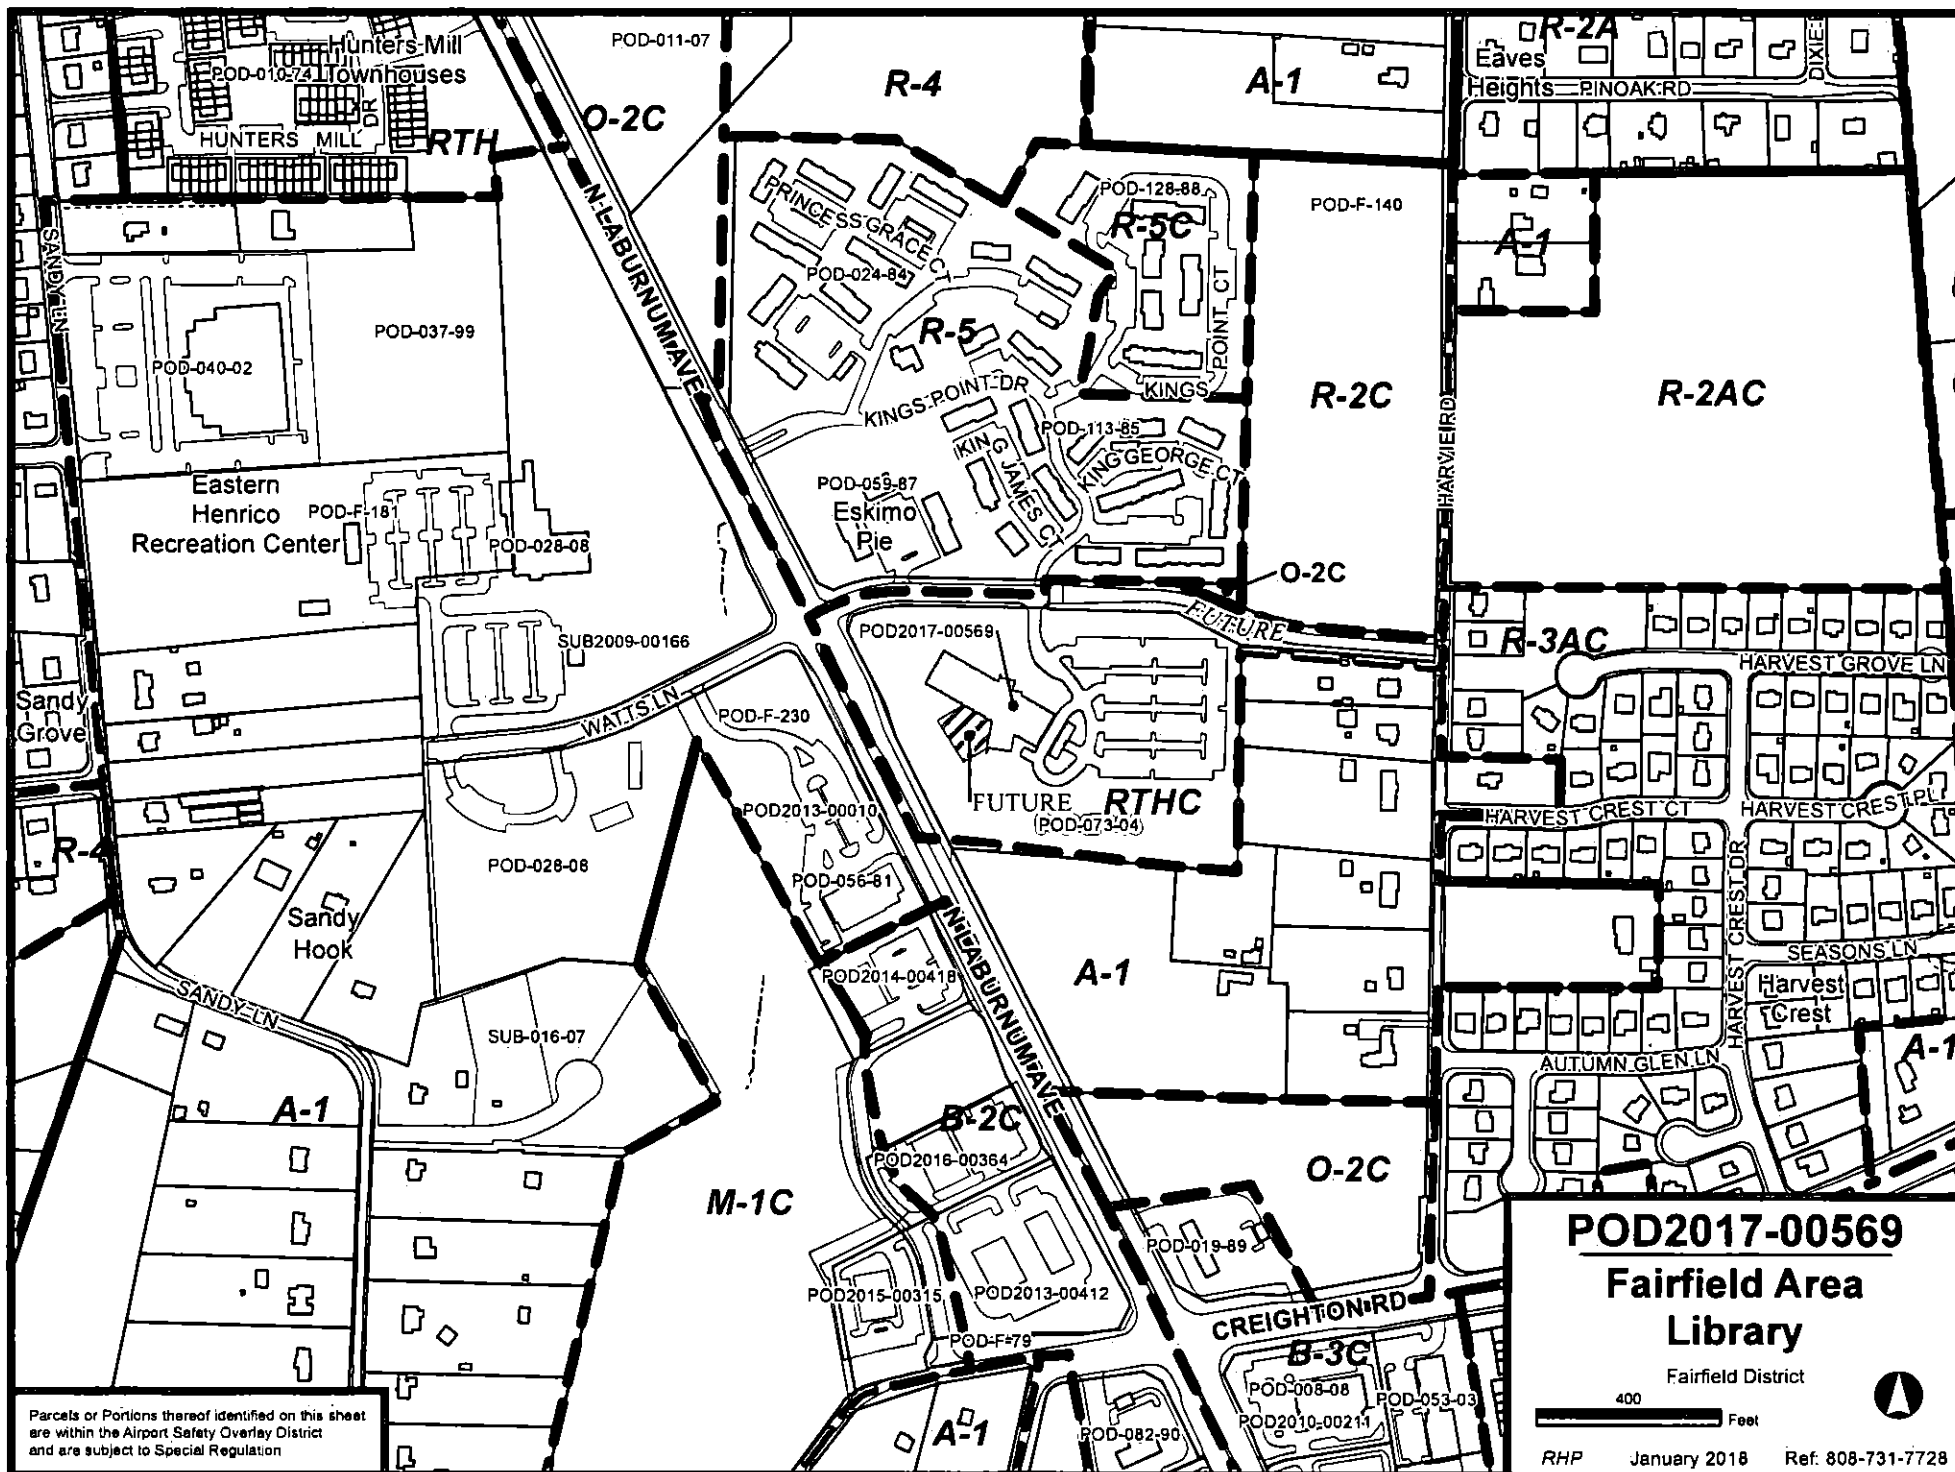 POD-011-07
R-2A
Hunters Mill
Townhouses
POD-010-74
Eaves
Heights
R-4
A-1
DIXIE
PINOAK RD
DR
HUNTERS MILL
RTH
O-2C
N LABURNUM AVE
PRINCESS GRACE CT
POD-128-88
R-5C
POD-F-140
A-1
SANDY LN
POD-024-84
POINT CT
POD-037-99
R-5
POD-040-02
KINGS
KINGS POINT DR
R-2C
R-2AC
HARVIE RD
POD-113-85
KING JAMES CT
KING GEORGE CT
Eastern
Henrico
Recreation Center
POD-F-181
POD-059-87
Eskimo
Pie
POD-028-08
O-2C
FUTURE
SUB2009-00166
POD2017-00569
R-3AC
HARVEST GROVE LN
Sandy
Grove
WATTS LN
POD-F-230
POD2013-00010
FUTURE
RTHC
(POD-073-04)
HARVEST CREST CT
HARVEST CREST PL
R-4
POD-028-08
POD-056-81
HARVEST CREST DR
Sandy
Hook
N LABURNUM AVE
SEASONS LN
A-1
POD2014-00418
Harvest
Crest
SANDY LN
SUB-016-07
AUTUMN GLEN LN
A-1
A-1
B-2C
POD2016-00364
O-2C
M-1C
POD-019-89
POD2015-00315
POD2013-00412
CREIGHTON RD
POD-F-79
B-3C
POD-008-08
POD-053-03
POD2010-00211
A-1
POD-082-90
POD2017-00569
Fairfield Area
Library
Fairfield District
400
Feet
RHP January 2018 Ref: 808-731-7728
Parcels or Portions thereof identified on this sheet
are within the Airport Safety Overlay District
and are subject to Special Regulation